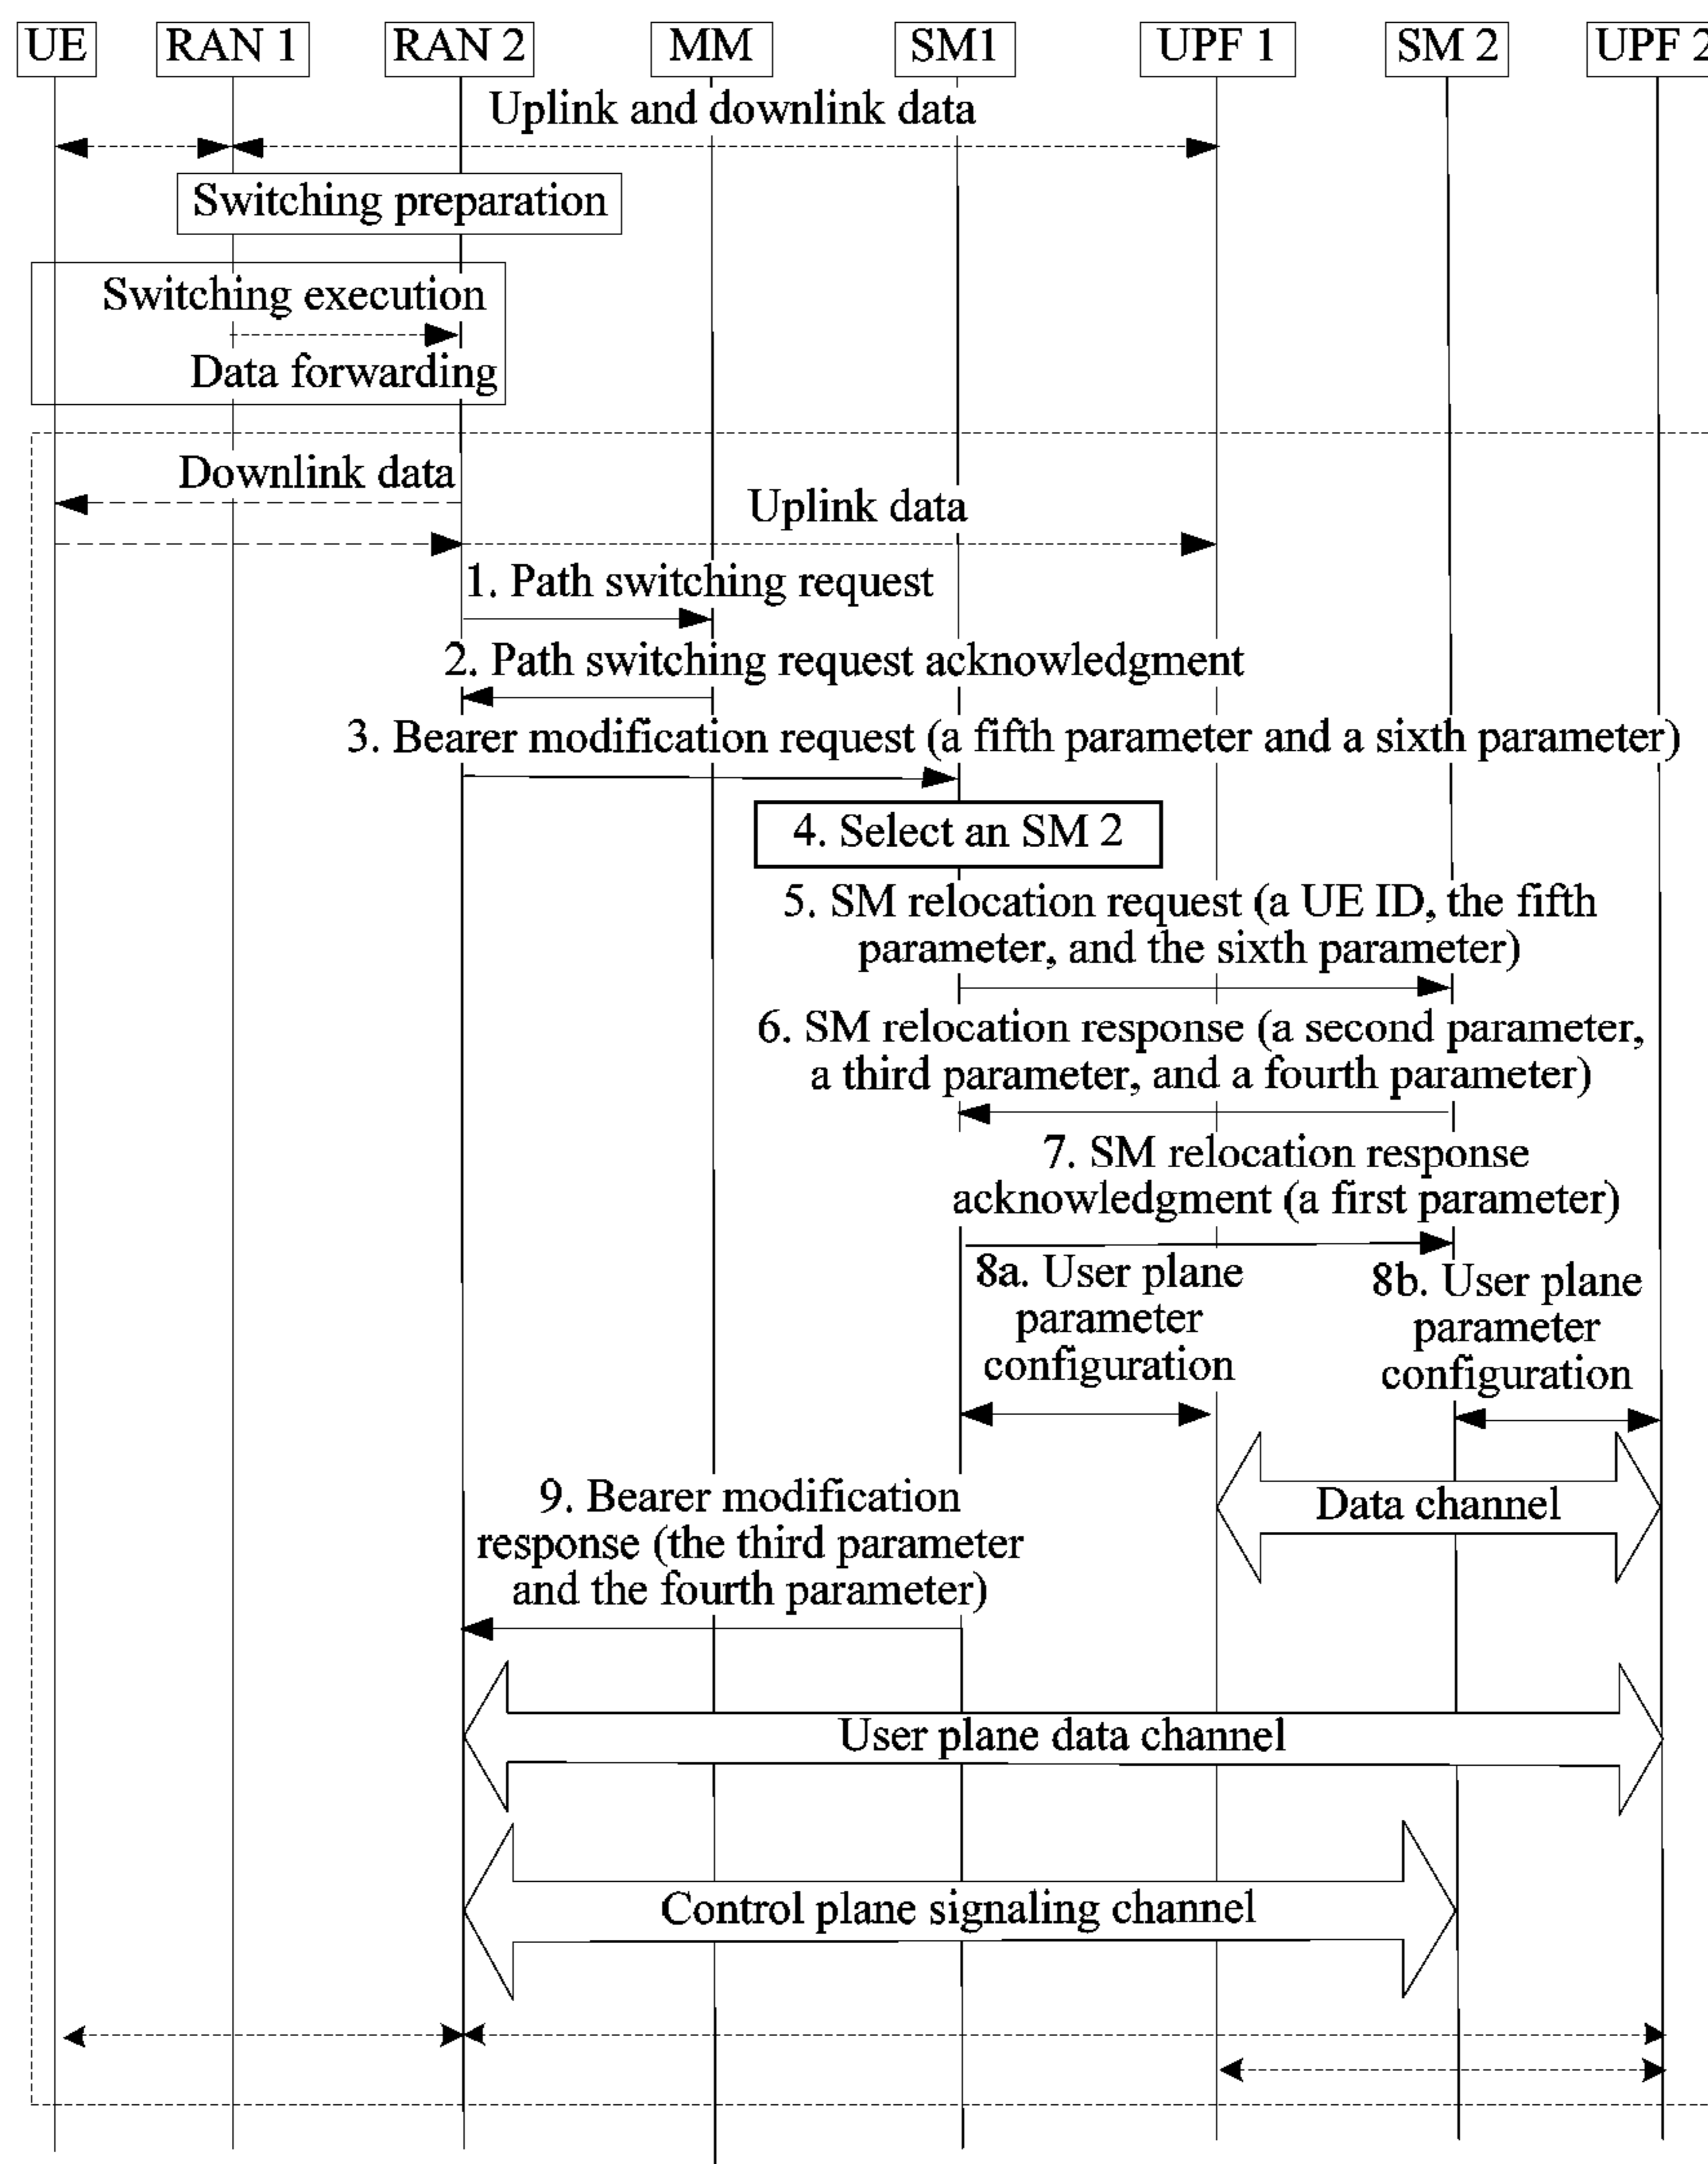 UE RAN 1 RAN 2 MM SM1 UPF 1 SM 2 UPF 2
Uplink and downlink data
Switching preparation
Switching execution
Data forwarding
Downlink data
Uplink data
1. Path switching request
2. Path switching request acknowledgment
3. Bearer modification request (a fifth parameter and a sixth parameter)
4. Select an SM 2
5. SM relocation request (a UE ID, the fifth
parameter, and the sixth parameter)
6. SM relocation response (a second parameter,
a third parameter, and a fourth parameter)
7. SM relocation response
acknowledgment (a first parameter)
8a. User plane
parameter
configuration
8b. User plane
parameter
configuration
Data channel
9. Bearer modification
response (the third parameter
and the fourth parameter)
User plane data channel
Control plane signaling channel